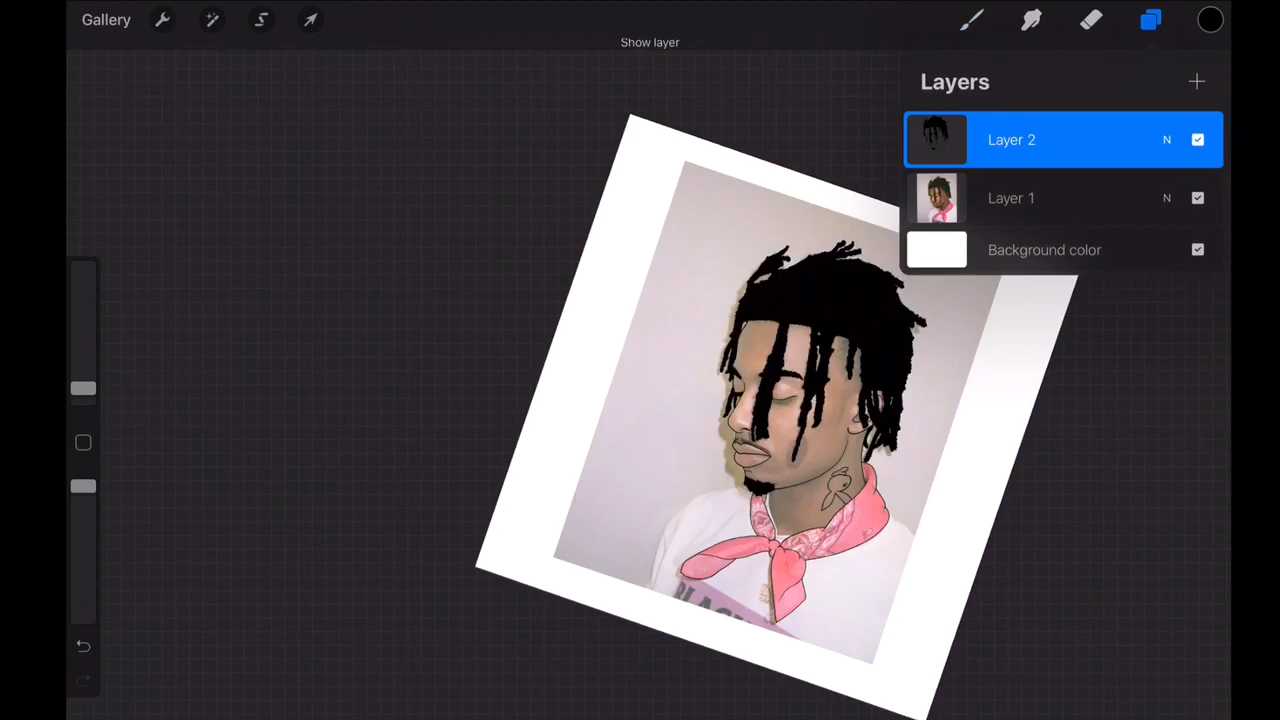 Gallery
Show layer
Layers
Layer 2 N
Layer 1 N
Background color